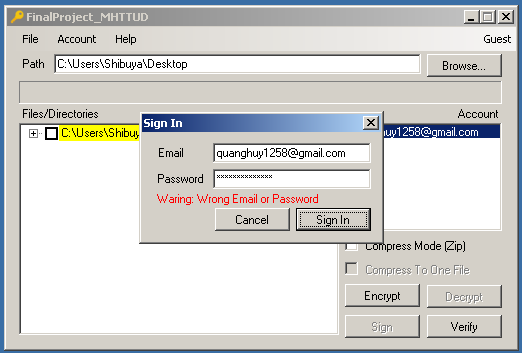 FinalProject_MHTTUD
File Account Help Guest
Path C:\Users\Shibuya\Desktop Browse...
Files/Directories Account
C:\Users\Shibuya
huy1258@gmail.com
Sign In
Email quanghuy1258@gmail.com
Password **************
Waring: Wrong Email or Password
Cancel Sign In
Compress Mode (Zip)
Compress To One File
Encrypt Decrypt
Sign Verify